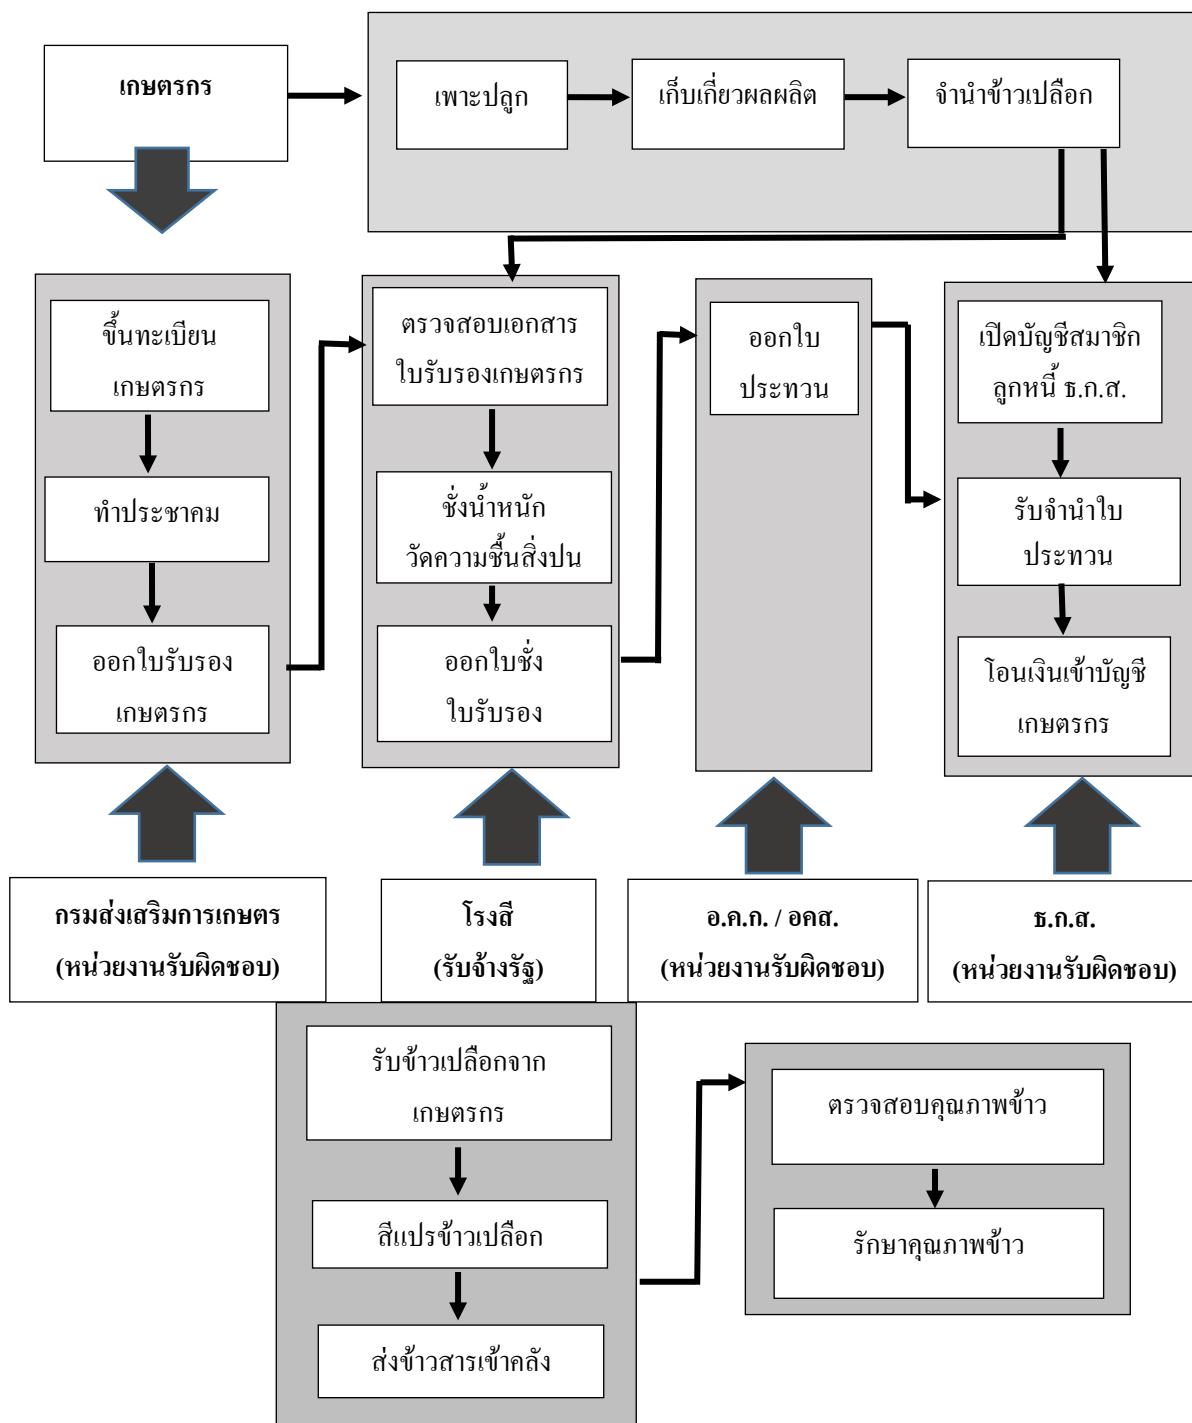 เกษตรกร
เพาะปลูก
เก็บเกี่ยวผลผลิต
จำนำข้าวเปลือก
ขึ้นทะเบียน
เกษตรกร
ทำประชาคม
ออกใบรับรอง
เกษตรกร
ตรวจสอบเอกสาร
ใบรับรองเกษตรกร
ชั่งน้ำหนัก
วัดความชื้นสิ่งปน
ออกใบชั่ง
ใบรับรอง
ออกใบ
ประทวน
เปิดบัญชีสมาชิก
ลูกหนี้ ธ.ก.ส.
รับจำนำใบ
ประทวน
โอนเงินเข้าบัญชี
เกษตรกร
กรมส่งเสริมการเกษตร
(หน่วยงานรับผิดชอบ)
โรงสี
(รับจ้างรัฐ)
อ.ค.ก. / อคส.
(หน่วยงานรับผิดชอบ)
ธ.ก.ส.
(หน่วยงานรับผิดชอบ)
รับข้าวเปลือกจาก
เกษตรกร
สีแปรข้าวเปลือก
ส่งข้าวสารเข้าคลัง
ตรวจสอบคุณภาพข้าว
รักษาคุณภาพข้าว